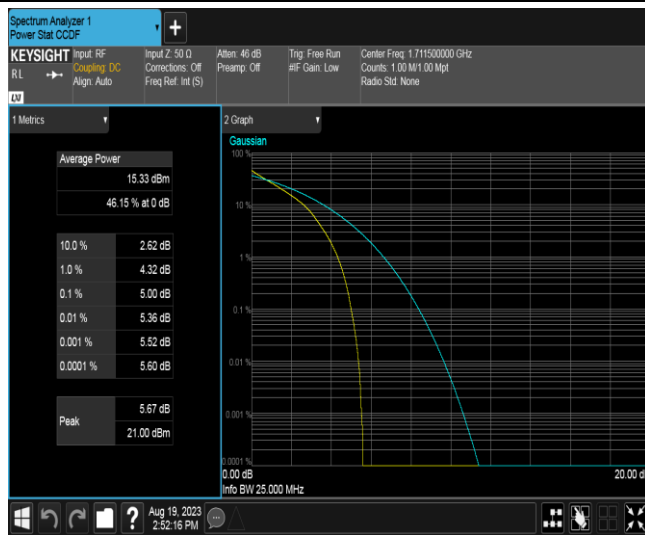 Spectrum Analyzer 1
Power Stat CCDF
+
KEYSIGHT
RL
LXI
Input: RF
Coupling: DC
Align: Auto
Input Z: 50 Ω
Corrections: Off
Freq Ref: Int (S)
Atten: 46 dB
Preamp: Off
Trig: Free Run
#IF Gain: Low
Center Freq: 1.711500000 GHz
Counts: 1.00 M/1.00 Mpt
Radio Std: None
1 Metrics
Average Power
15.33 dBm
46.15 % at 0 dB
10.0 % 2.62 dB
1.0 % 4.32 dB
0.1 % 5.00 dB
0.01 % 5.36 dB
0.001 % 5.52 dB
0.0001 % 5.60 dB
Peak 5.67 dB
21.00 dBm
2 Graph
Gaussian
100 %
10 %
1 %
0.1 %
0.01 %
0.001 %
0.0001 %
0.00 dB
20.00 d
Info BW 25.000 MHz
?
Aug 19, 2023
2:52:16 PM